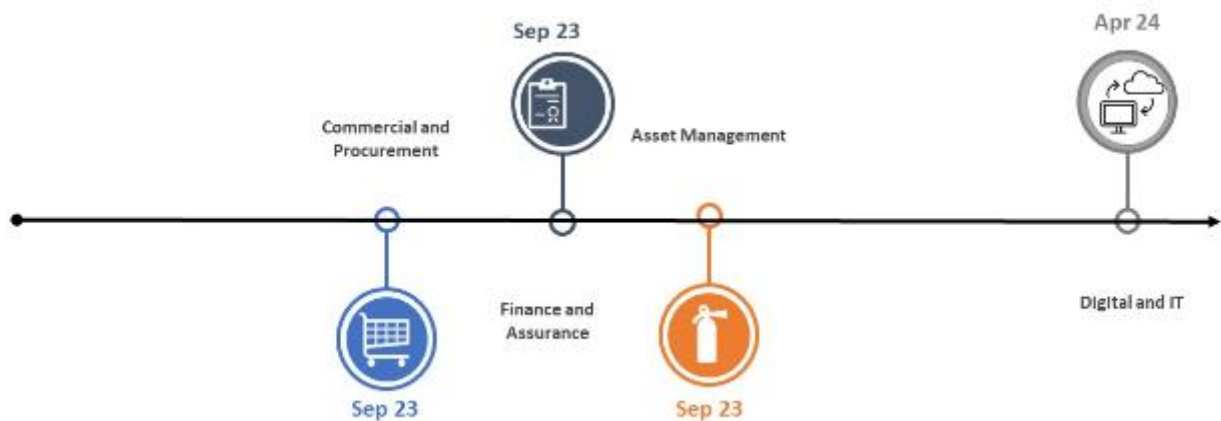 Sep 23
Apr 24
Commercial and
Procurement
Asset Management
Finance and
Assurance
Digital and IT
Sep 23
Sep 23